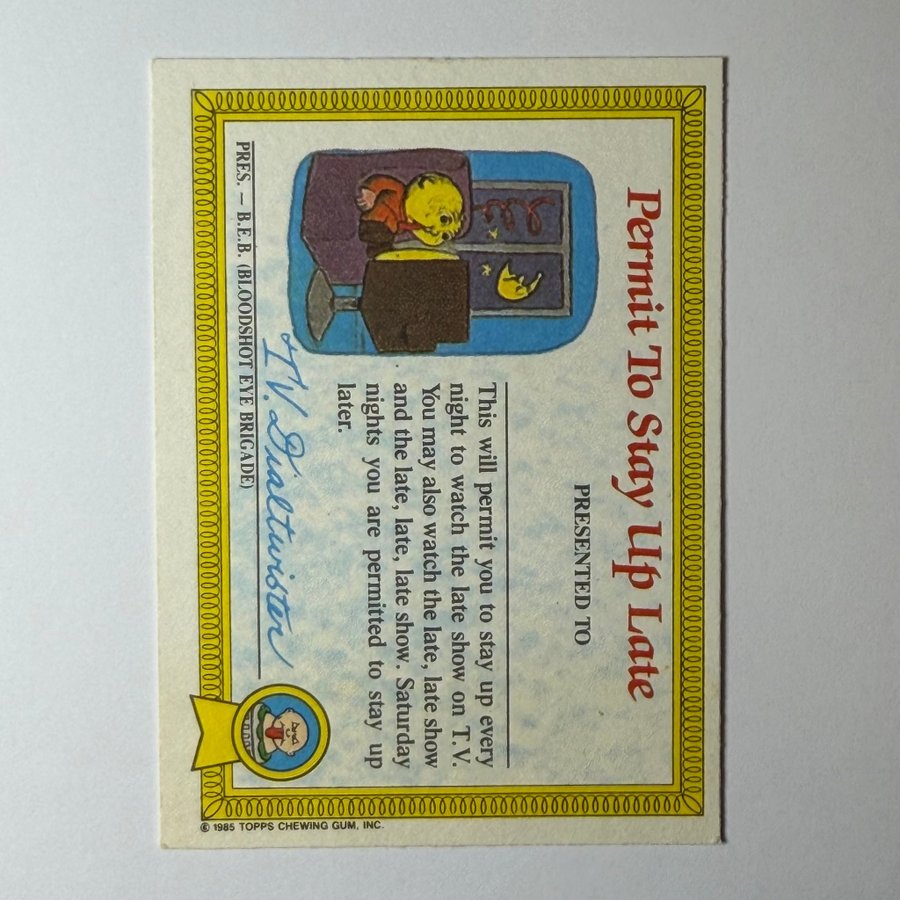 Permit To Stay Up Late
PRESENTED TO
This will permit you to stay up every
night to watch the late show on T.V.
You may also watch the late, late show
and the late, late, late show. Saturday
nights you are permitted to stay up
later.
T.V. Dialtwister
PRES. – B.E.B. (BLOODSHOT EYE BRIGADE)
© 1985 TOPPS CHEWING GUM, INC.